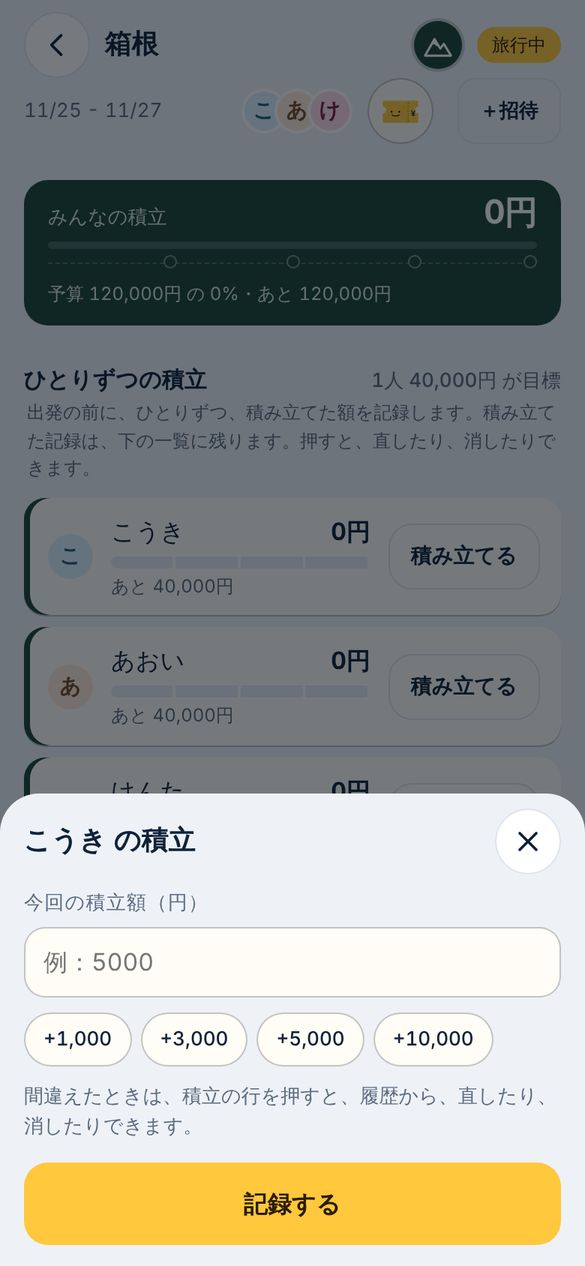 箱根
旅行中
11/25 - 11/27
こ あ け
¥
+招待
みんなの積立
0円
予算 120,000円 の 0%・あと 120,000円
ひとりずつの積立
1人 40,000円 が目標
出発の前に、ひとりずつ、積み立てた額を記録します。積み立て
た記録は、下の一覧に残ります。押すと、直したり、消したりで
きます。
こ
こうき
0円
あと 40,000円
積み立てる
あ
あおい
0円
あと 40,000円
積み立てる
けんた
0円
こうき の積立
今回の積立額（円）
例：5000
+1,000
+3,000
+5,000
+10,000
間違えたときは、積立の行を押すと、履歴から、直したり、
消したりできます。
記録する